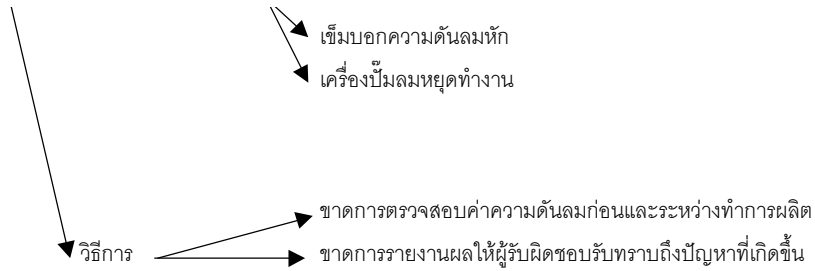 เข็มบอกความดันลมหัก
เครื่องปั๊มลมหยุดทำงาน
ขาดการตรวจสอบค่าความดันลมก่อนและระหว่างทำการผลิต
วิธีการ
ขาดการรายงานผลให้ผู้รับผิดชอบรับทราบถึงปัญหาที่เกิดขึ้น